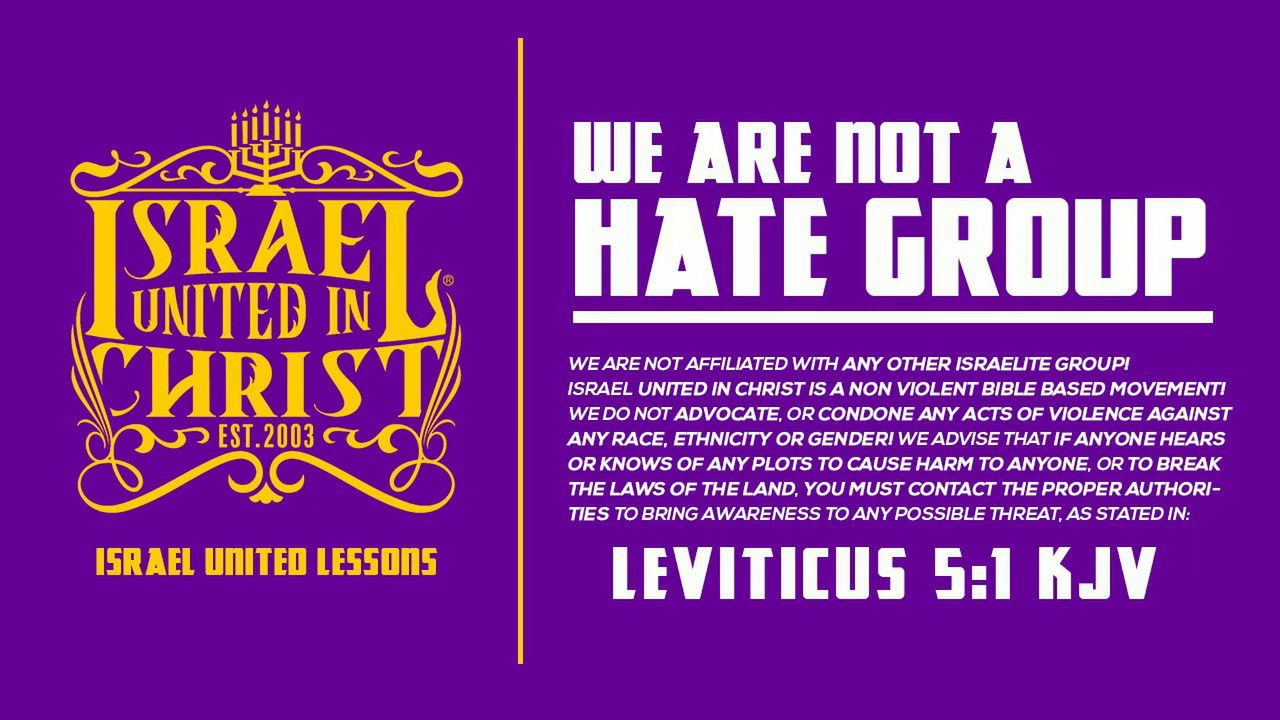 ISRAEL
UNITED IN
CHRIST
EST.2003
®
ISRAEL UNITED LESSONS
WE ARE NOT A
HATE GROUP
WE ARE NOT AFFILIATED WITH ANY OTHER ISRAELITE GROUP!
ISRAEL UNITED IN CHRIST IS A NON VIOLENT BIBLE BASED MOVEMENT!
WE DO NOT ADVOCATE, OR CONDONE ANY ACTS OF VIOLENCE AGAINST
ANY RACE, ETHNICITY OR GENDER! WE ADVISE THAT IF ANYONE HEARS
OR KNOWS OF ANY PLOTS TO CAUSE HARM TO ANYONE, OR TO BREAK
THE LAWS OF THE LAND, YOU MUST CONTACT THE PROPER AUTHORI-
TIES TO BRING AWARENESS TO ANY POSSIBLE THREAT, AS STATED IN:
LEVITICUS 5:1 KJV